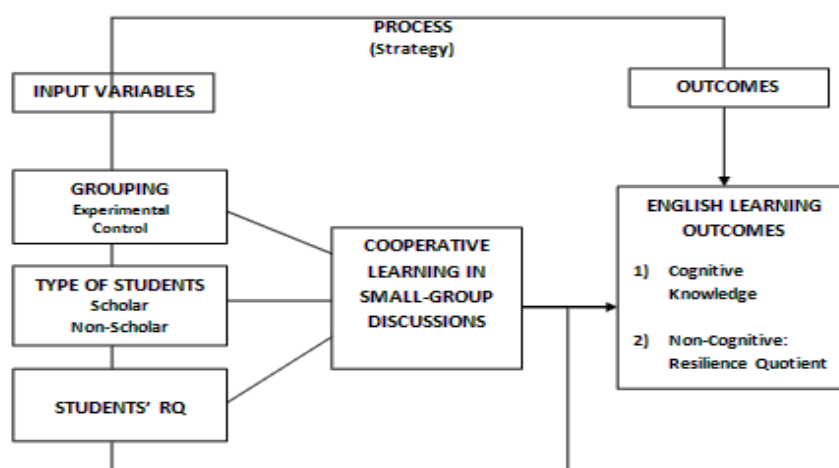 PROCESS
(Strategy)
INPUT VARIABLES
OUTCOMES
GROUPING
Experimental
Control
TYPE OF STUDENTS
Scholar
Non-Scholar
STUDENTS’ RQ
COOPERATIVE
LEARNING IN
SMALL-GROUP
DISCUSSIONS
ENGLISH LEARNING
OUTCOMES
1) Cognitive
Knowledge
2) Non-Cognitive:
Resilience Quotient